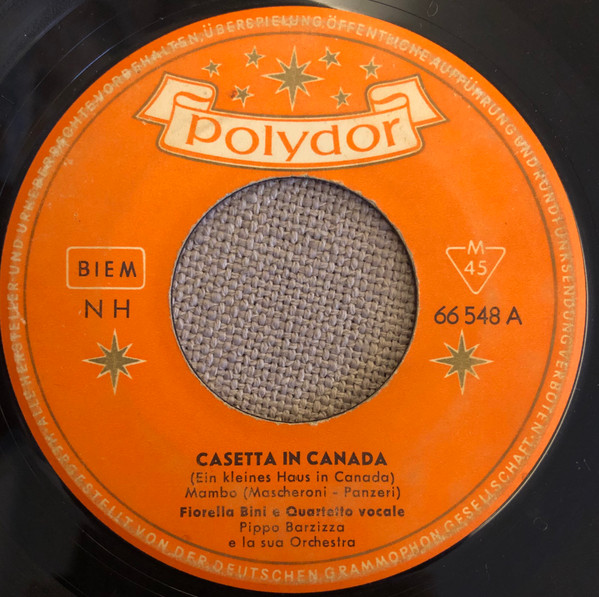 ALLE HERSTELLER UND URHEBERRECHTE VORBEHALTEN, ÜBERSPIELUNG, ÖFFENTLICHE AUFFÜHRUNG UND RUNDFUNKSENDUNG VERBOTEN
polydor
BIEM
NH
M
45
66 548 A
CASETTA IN CANADA
(Ein kleines Haus in Canada)
Mambo (Mascheroni - Panzeri)
Fiorella Bini e Quartetto vocale
Pippo Barzizza
e la sua Orchestra
HERGESTELLT VON DER DEUTSCHEN GRAMMOPHON GESELLSCHAFT